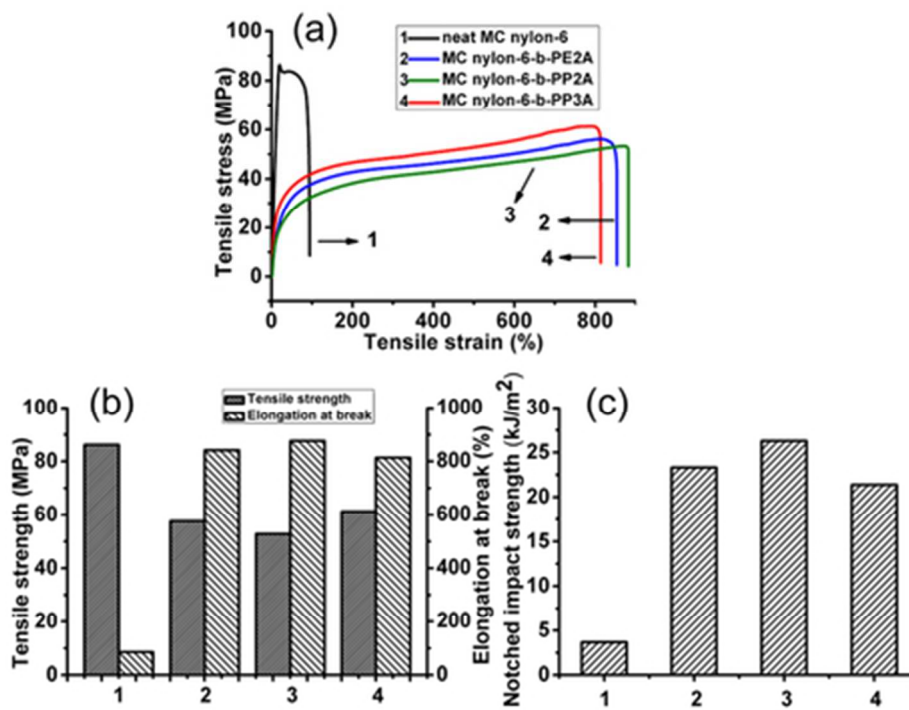 (a)
1 neat MC nylon-6
2 MC nylon-6-b-PE2A
3 MC nylon-6-b-PP2A
4 MC nylon-6-b-PP3A
Tensile stress (MPa)
100
80
60
40
20
0
1
3
2
4
0 200 400 600 800
Tensile strain (%)
(b)
Tensile strength
Elongation at break
Tensile strength (MPa)
100
80
60
40
20
0
1 2 3 4
Elongation at break (%)
1000
800
600
400
200
0
(c)
Notched impact strength (kJ/m²)
30
25
20
15
10
5
0
1 2 3 4